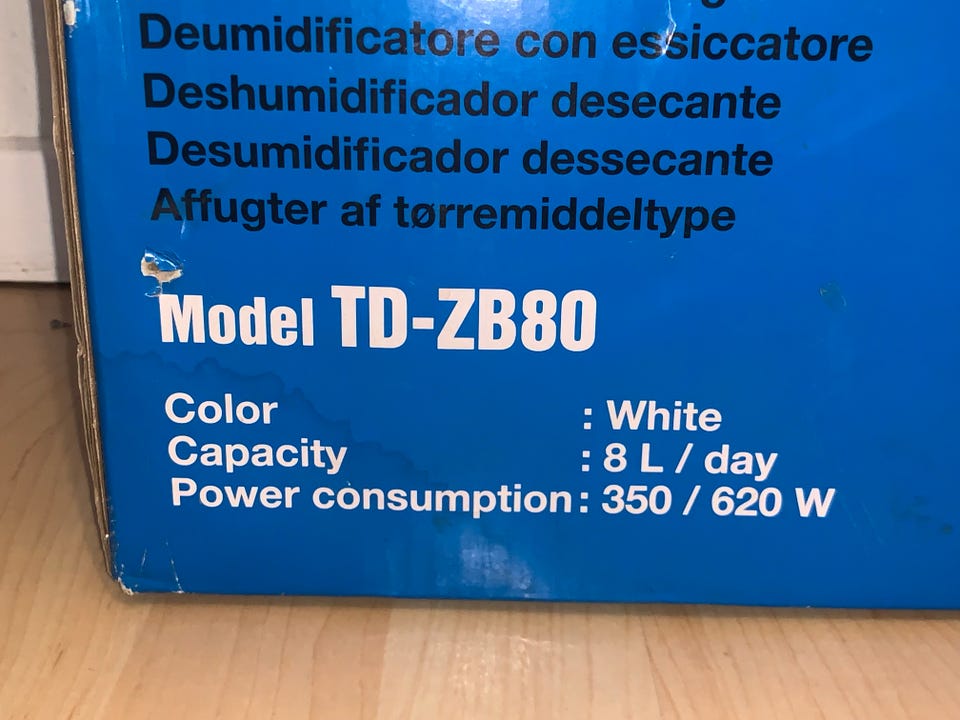 Deumidificatore con essiccatore
Deshumidificador desecante
Desumidificador dessecante
Affugter af tørremiddeltype
Model TD-ZB80
Color : White
Capacity : 8 L / day
Power consumption : 350 / 620 W